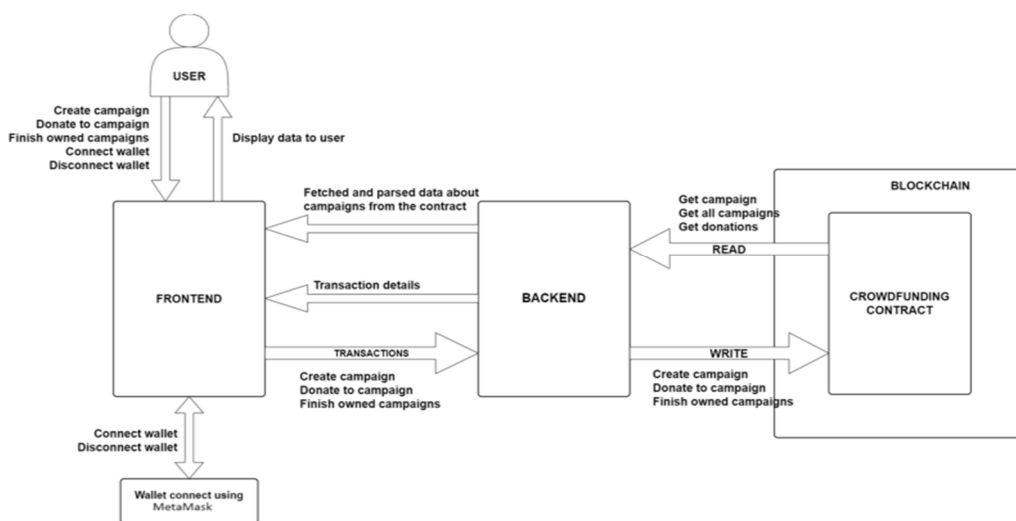 USER
Create campaign
Donate to campaign
Finish owned campaigns
Connect wallet
Disconnect wallet
Display data to user
FRONTEND
Fetched and parsed data about
campaigns from the contract
Transaction details
TRANSACTIONS
Create campaign
Donate to campaign
Finish owned campaigns
BACKEND
Get campaign
Get all campaigns
Get donations
READ
WRITE
Create campaign
Donate to campaign
Finish owned campaigns
BLOCKCHAIN
CROWDFUNDING
CONTRACT
Connect wallet
Disconnect wallet
Wallet connect using
MetaMask